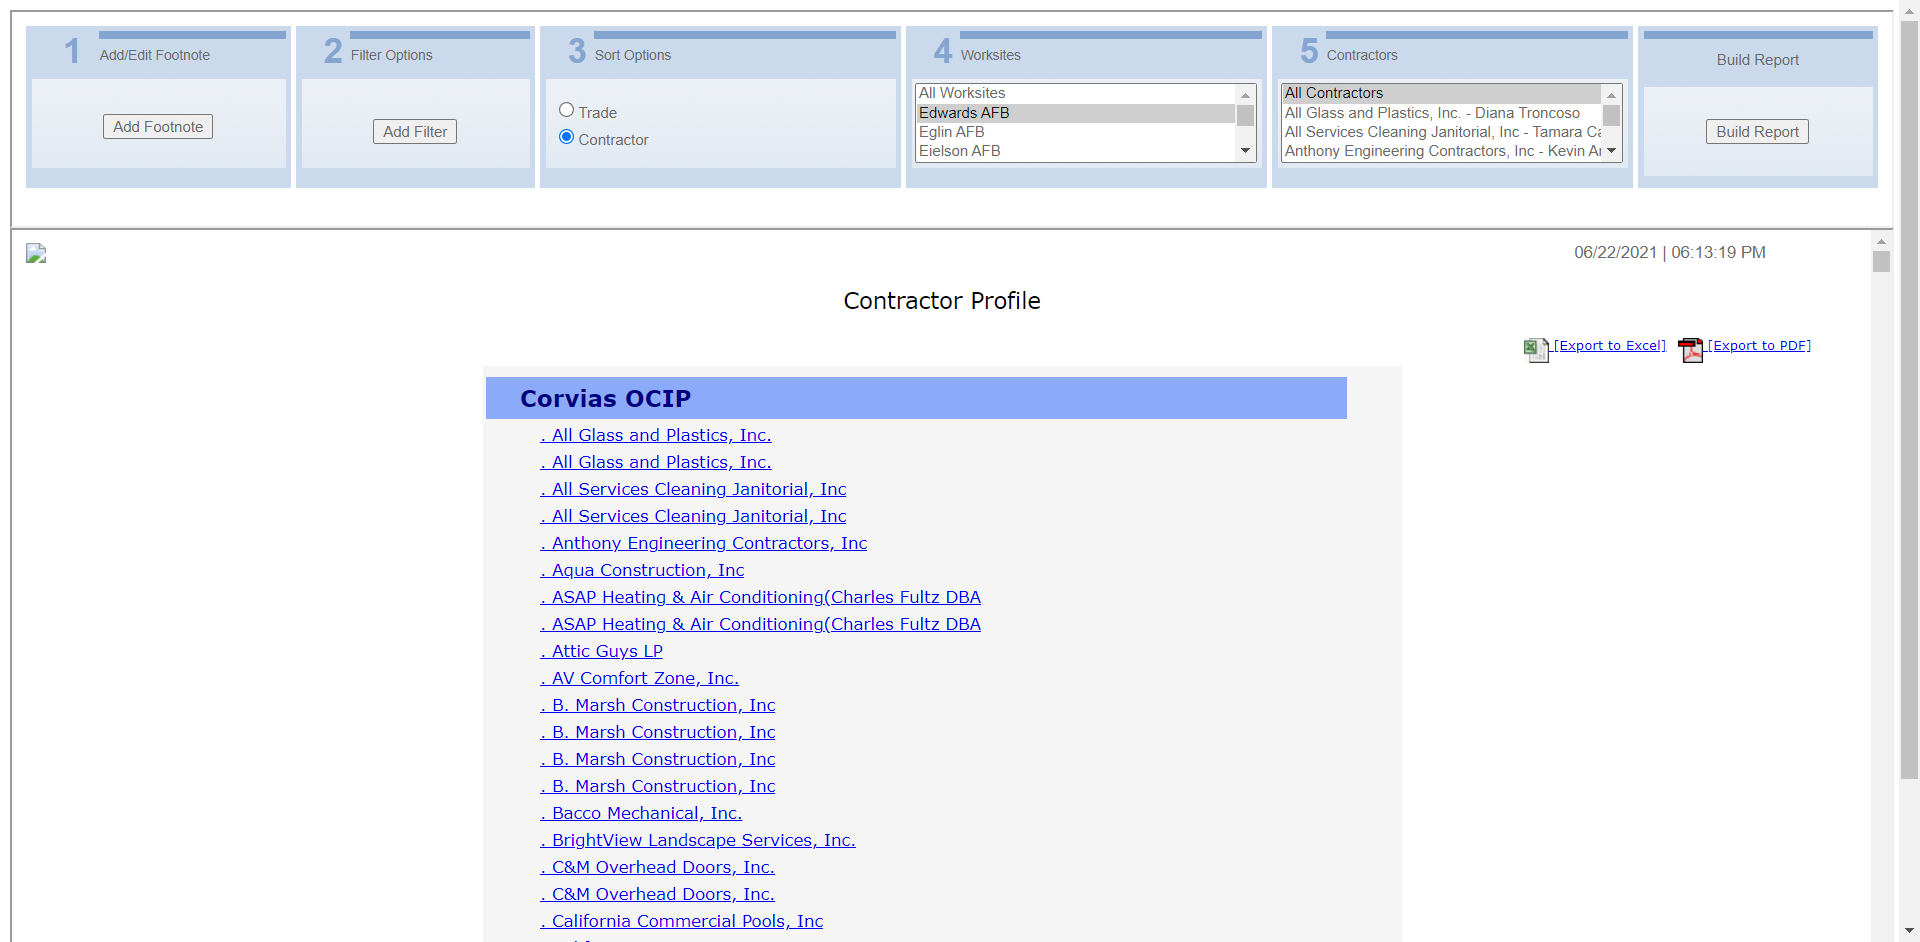 1 Add/Edit Footnote
Add Footnote
2 Filter Options
Add Filter
3 Sort Options
Trade
Contractor
4 Worksites
All Worksites
Edwards AFB
Eglin AFB
Eielson AFB
5 Contractors
All Contractors
All Glass and Plastics, Inc. - Diana Troncoso
All Services Cleaning Janitorial, Inc - Tamara
Anthony Engineering Contractors, Inc - Kevin
Build Report
Build Report
06/22/2021 | 06:13:19 PM
Contractor Profile
[Export to Excel] [Export to PDF]
Corvias OCIP
. All Glass and Plastics, Inc.
. All Glass and Plastics, Inc.
. All Services Cleaning Janitorial, Inc
. All Services Cleaning Janitorial, Inc
. Anthony Engineering Contractors, Inc
. Aqua Construction, Inc
. ASAP Heating & Air Conditioning(Charles Fultz DBA
. ASAP Heating & Air Conditioning(Charles Fultz DBA
. Attic Guys LP
. AV Comfort Zone, Inc.
. B. Marsh Construction, Inc
. B. Marsh Construction, Inc
. B. Marsh Construction, Inc
. B. Marsh Construction, Inc
. Bacco Mechanical, Inc.
. BrightView Landscape Services, Inc.
. C&M Overhead Doors, Inc.
. C&M Overhead Doors, Inc.
. California Commercial Pools, Inc